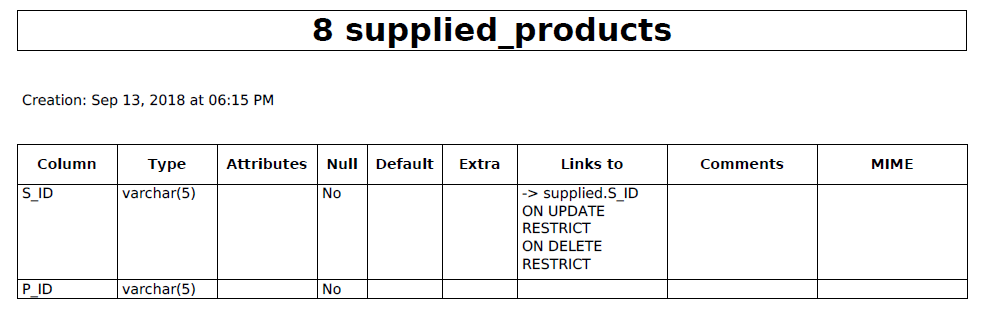 8 supplied_products
Creation: Sep 13, 2018 at 06:15 PM
Column Type Attributes Null Default Extra Links to Comments MIME
S_ID varchar(5) No -> supplied.S_ID
ON UPDATE
RESTRICT
ON DELETE
RESTRICT
P_ID varchar(5) No